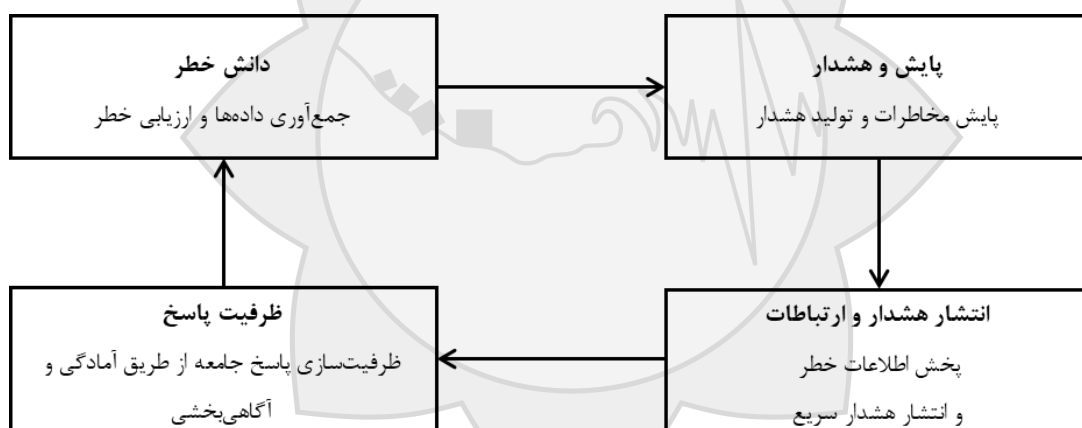 دانش خطر
جمع‌آوری داده‌ها و ارزیابی خطر
پایش و هشدار
پایش مخاطرات و تولید هشدار
انتشار هشدار و ارتباطات
پخش اطلاعات خطر
و انتشار هشدار سریع
ظرفیت پاسخ
ظرفیت‌سازی پاسخ جامعه از طریق آمادگی و
آگاهی‌بخشی